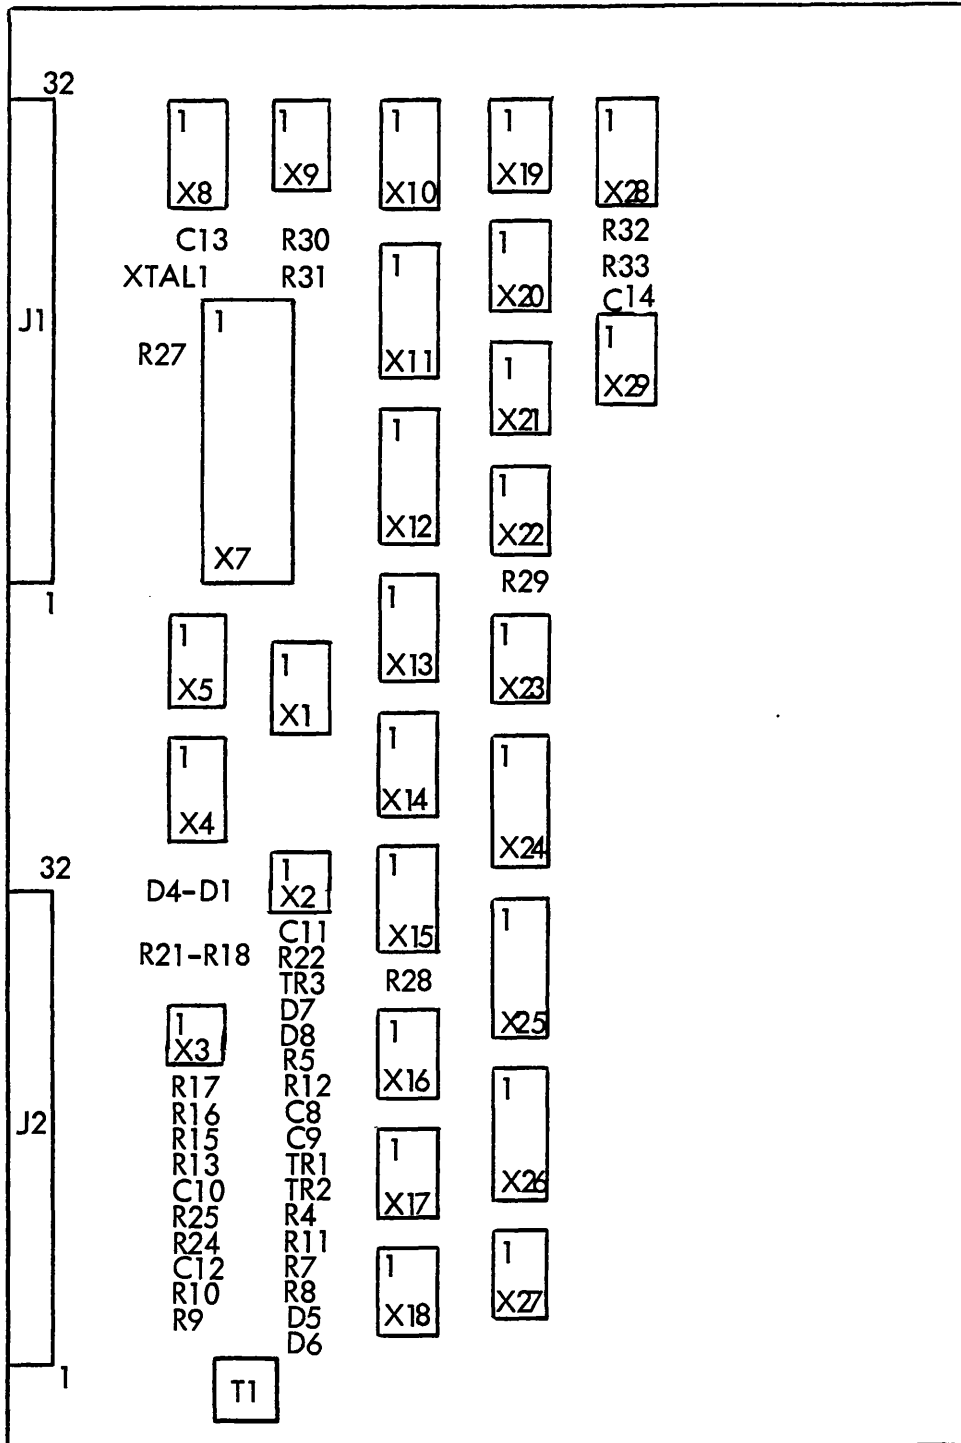 32
1
X8
1
X9
1
X10
1
X19
1
X28
C13
R30
R32
XTAL1
R31
R33
C14
J1
1
R27
X7
1
X11
1
X20
1
X29
1
X21
1
X12
1
X22
R29
1
1
X5
1
X1
1
X13
1
X23
1
X4
1
X14
1
X24
32
D4-D1
1
X2
1
X15
R21-R18
C11
R22
TR3
D7
D8
R5
R12
C8
C9
TR1
TR2
R4
R11
R7
R8
D5
D6
R28
1
X25
1
X3
R17
R16
R15
R13
C10
R25
R24
C12
R10
R9
J2
1
X16
1
X26
1
X17
1
X18
1
X27
1
T1